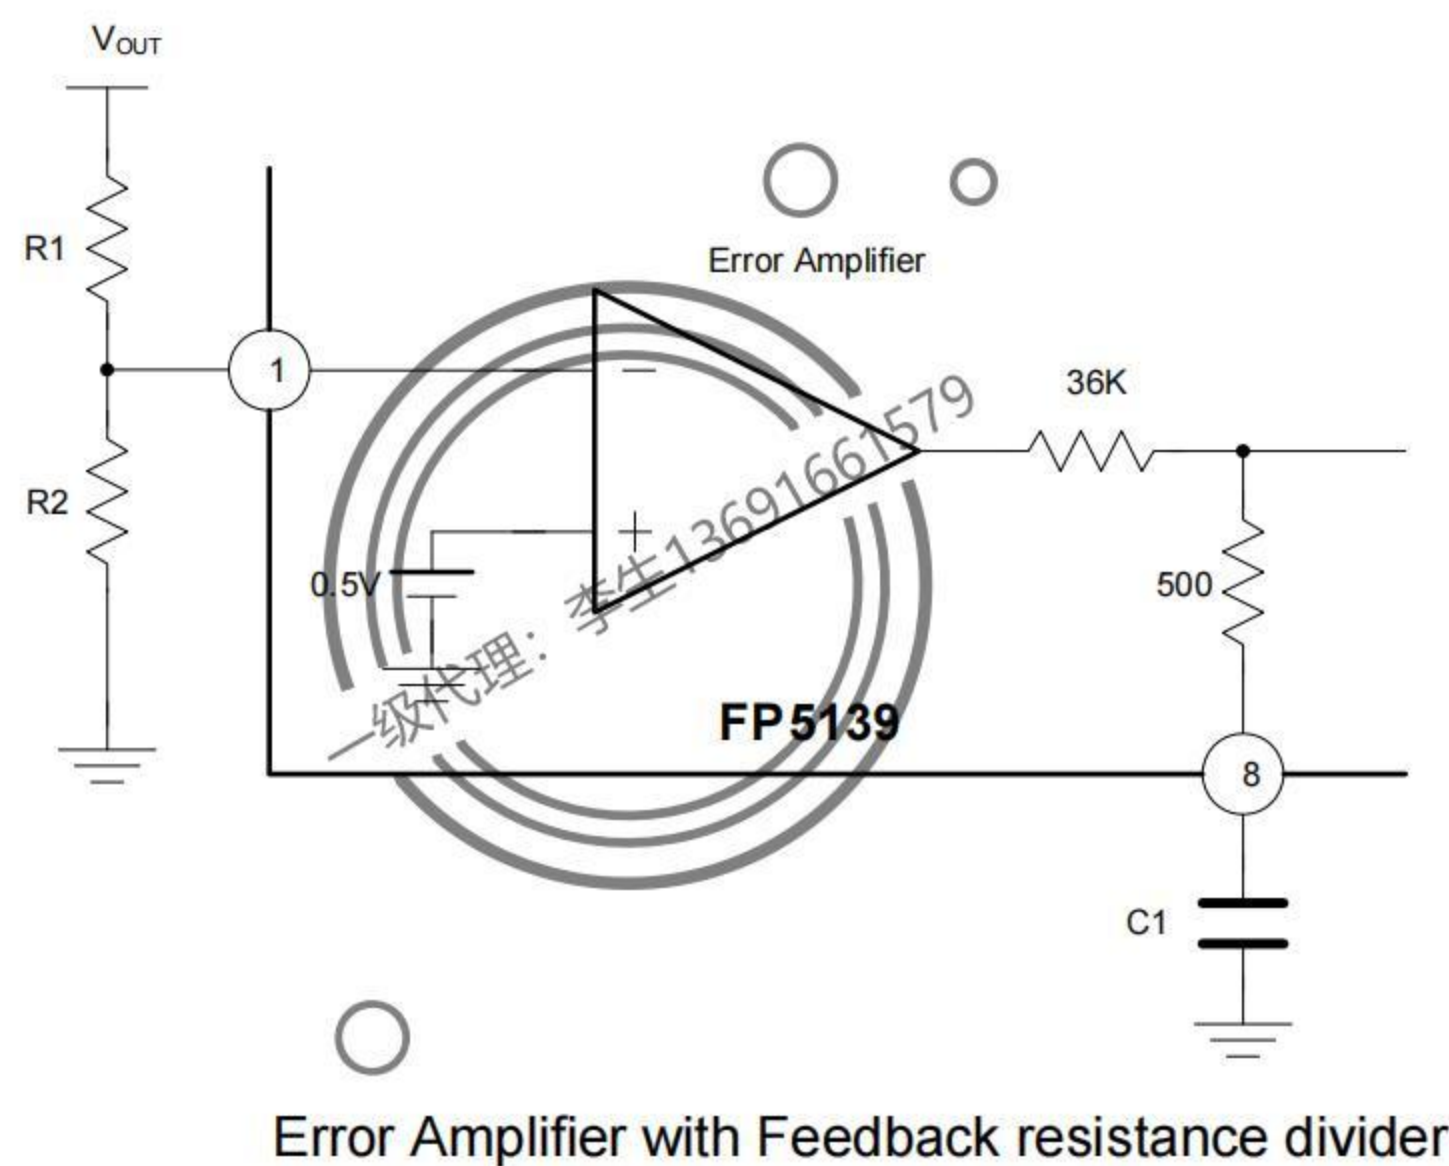 VOUT
R1
Error Amplifier
1
36K
R2
0.5V
500
一级代理：李生13691661579
FP5139
8
C1
Error Amplifier with Feedback resistance divider